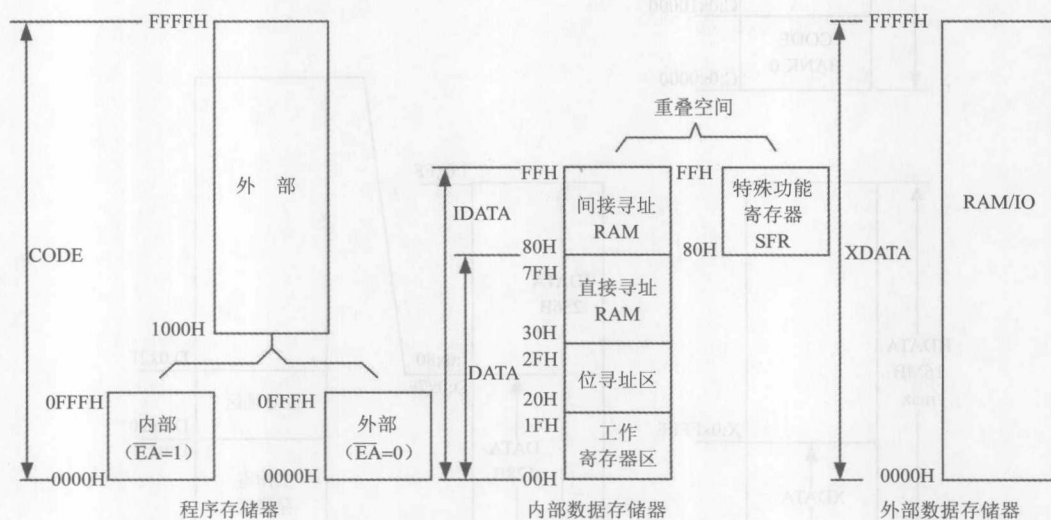 FFFFH
外 部
CODE
1000H
0FFFH
内部
(EA=1)
0000H
0FFFH
外部
(EA=0)
0000H
程序存储器
重叠空间
FFH
IDATA
间接寻址
RAM
80H
7FH
直接寻址
RAM
30H
DATA
2FH
位寻址区
20H
1FH
工作
寄存器区
00H
FFH
特殊功能
寄存器
SFR
80H
内部数据存储器
FFFFH
XDATA
RAM/IO
0000H
外部数据存储器